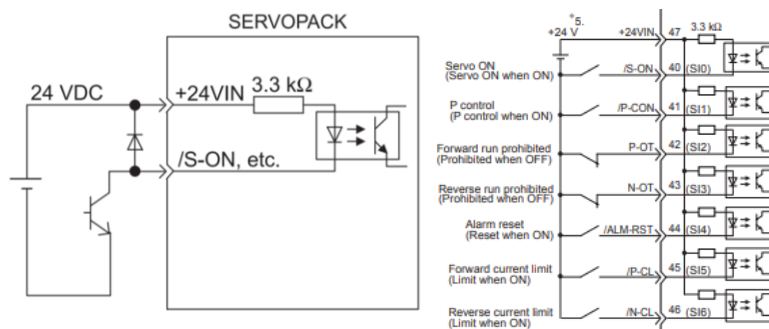 SERVOPACK
24 VDC
+24VIN
3.3 kΩ
/S-ON, etc.
*5.
+24 V
+24VIN
47
3.3 kΩ
Servo ON
(Servo ON when ON)
/S-ON
40
(SI0)
P control
(P control when ON)
/P-CON
41
(SI1)
Forward run prohibited
(Prohibited when OFF)
P-OT
42
(SI2)
Reverse run prohibited
(Prohibited when OFF)
N-OT
43
(SI3)
Alarm reset
(Reset when ON)
/ALM-RST
44
(SI4)
Forward current limit
(Limit when ON)
/P-CL
45
(SI5)
Reverse current limit
(Limit when ON)
/N-CL
46
(SI6)